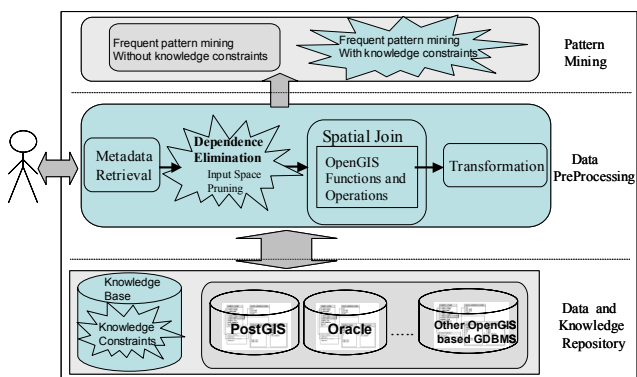 Frequent pattern mining
Without knowledge constraints
Frequent pattern mining
With knowledge constraints
Pattern
Mining
Metadata
Retrieval
Dependence
Elimination
Input Space
Pruning
Spatial Join
OpenGIS
Functions and
Operations
Transformation
Data
PreProcessing
Knowledge
Base
Knowledge
Constraints
PostGIS
Oracle
.....
Other OpenGIS
based GDBMS
Data and
Knowledge
Repository